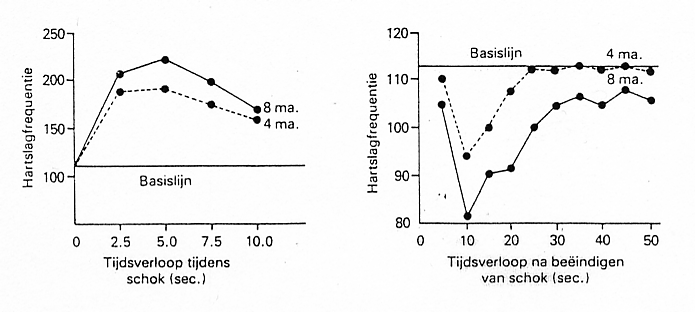 250
200
150
100
Hartslagfrequentie
8 ma.
4 ma.
Basislijn
0 2.5 5.0 7.5 10.0
Tijdsverloop tijdens
schok (sec.)
120
110
100
90
80
Hartslagfrequentie
Basislijn
4 ma.
8 ma.
0 10 20 30 40 50
Tijdsverloop na beëindigen
van schok (sec.)